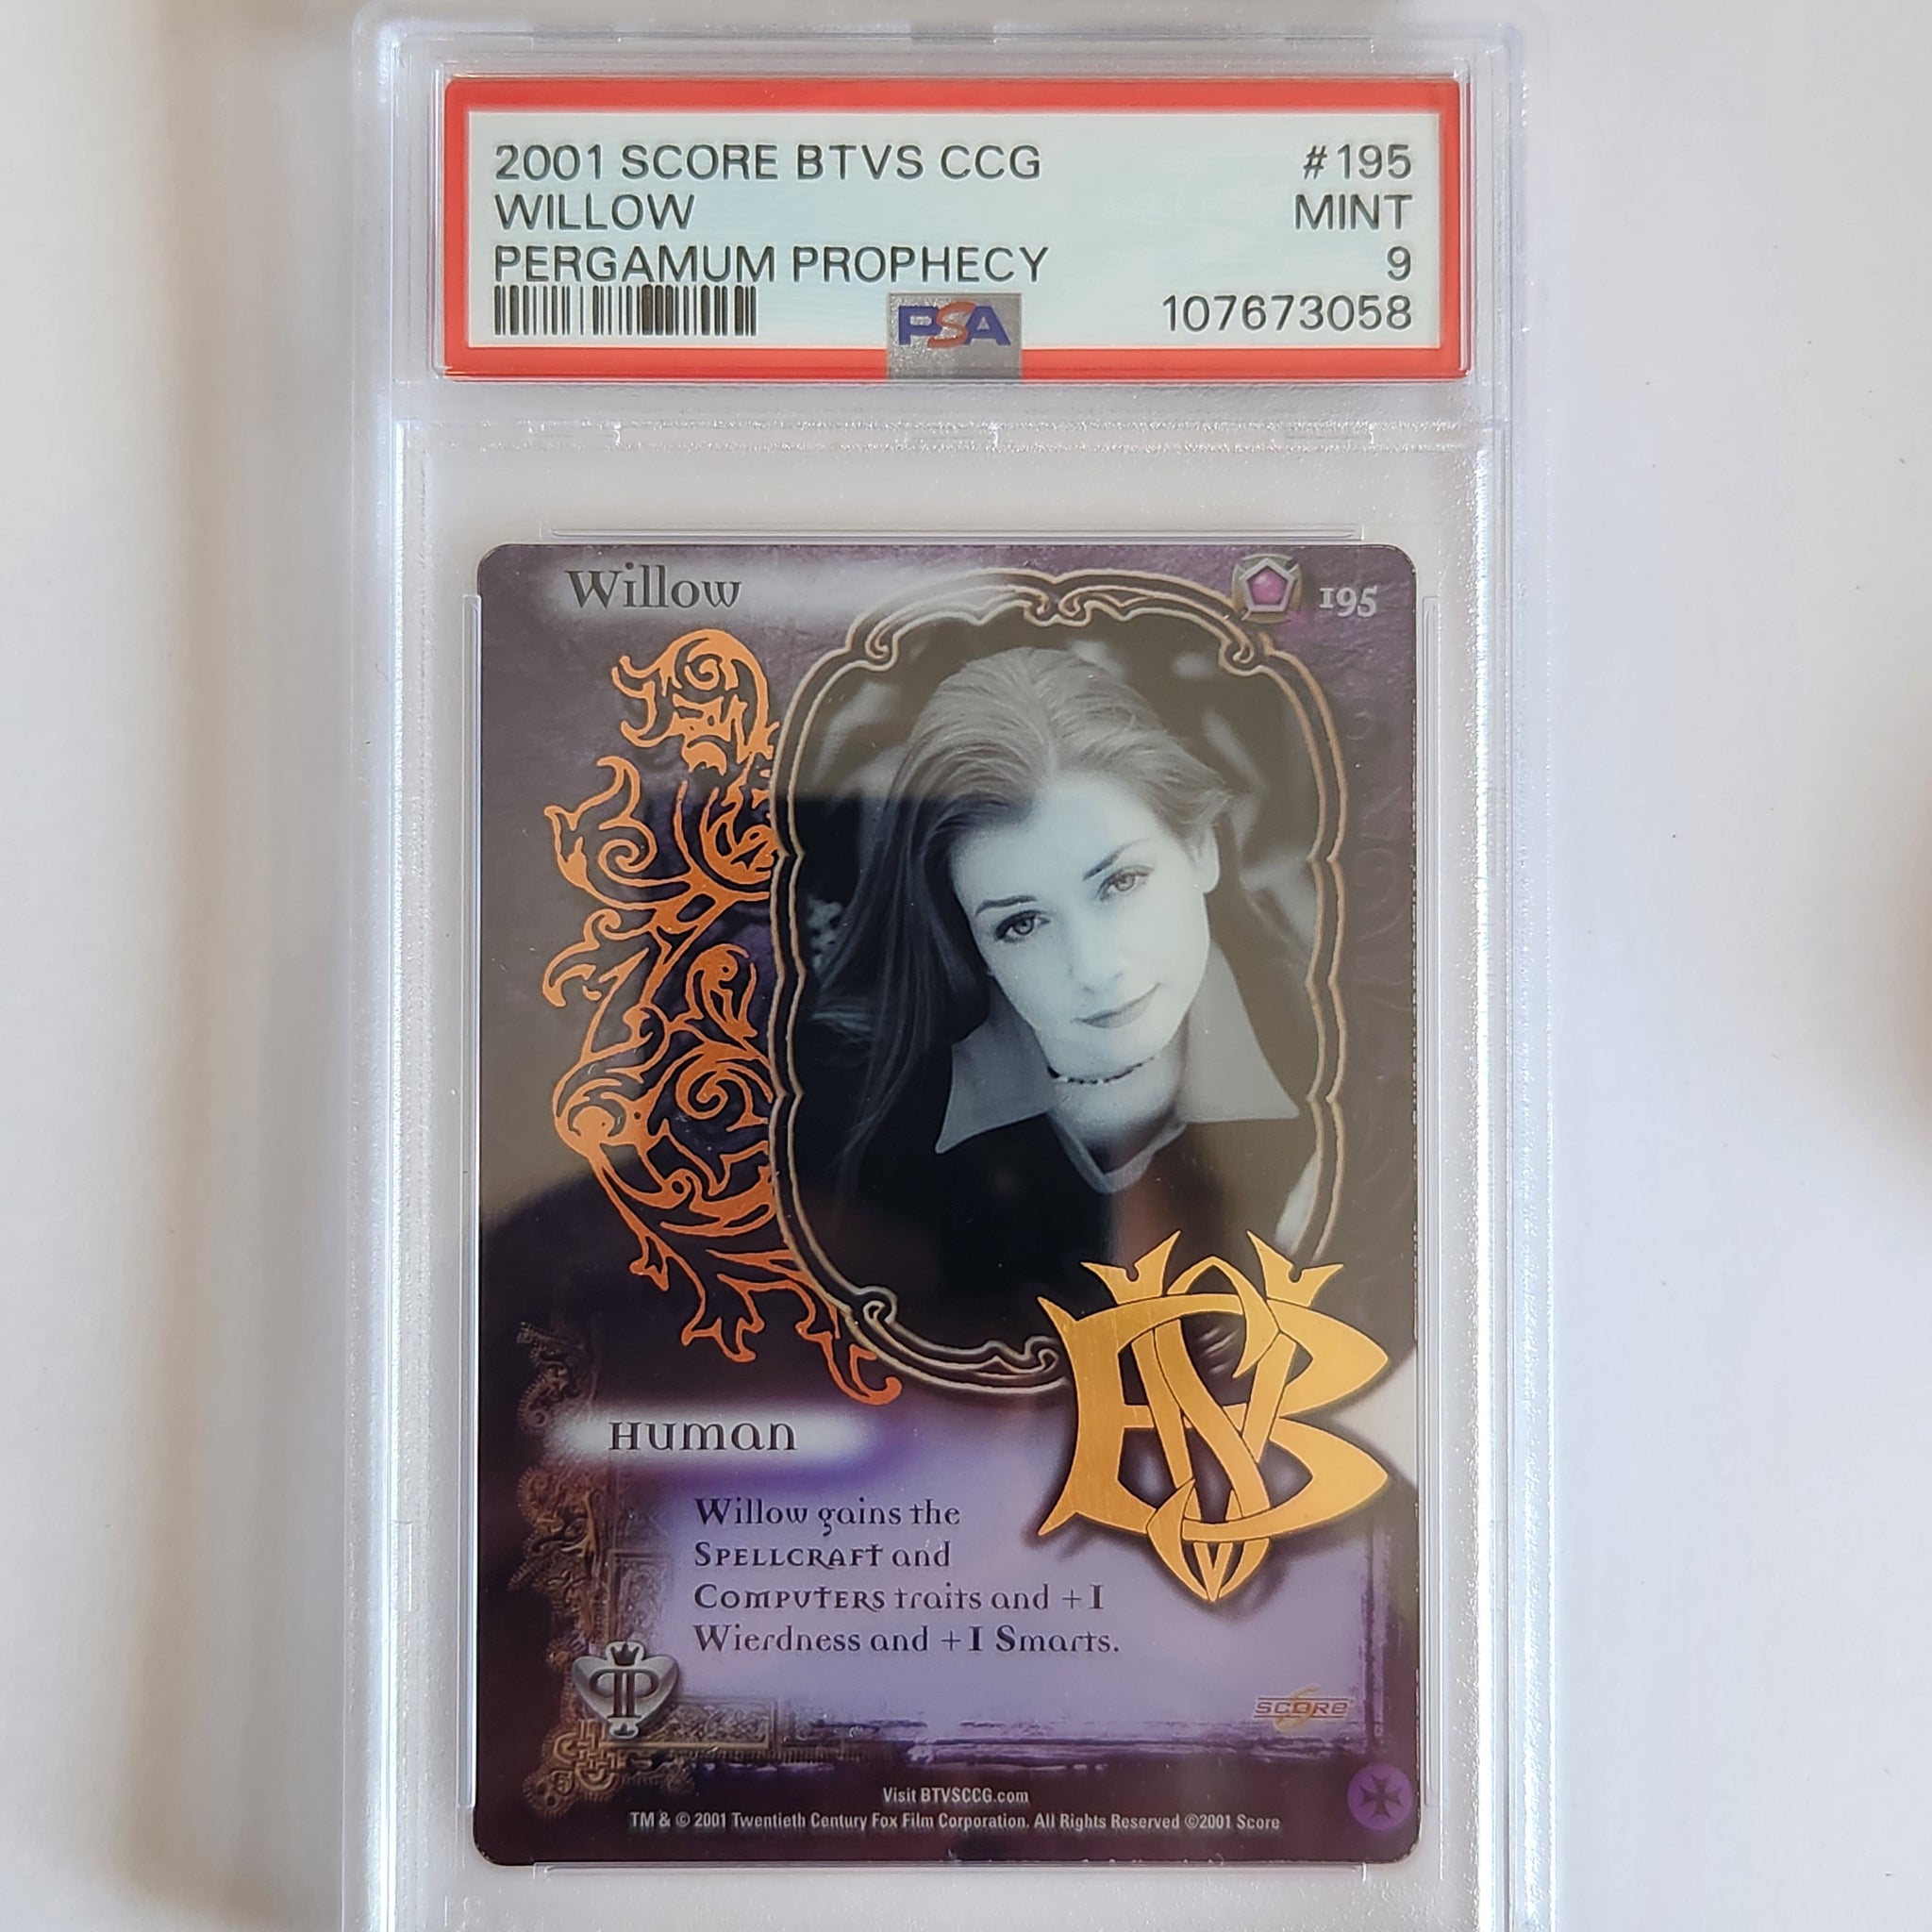 2001 SCORE BTVS CCG #195
WILLOW MINT
PERGAMUM PROPHECY 9
107673058
PSA
Willow 195
Human
Willow gains the
Spellcraft and
Computers traits and +1
Wierdness and +1 Smarts.
SCORE
Visit BTVSCCG.com
TM & © 2001 Twentieth Century Fox Film Corporation. All Rights Reserved ©2001 Score